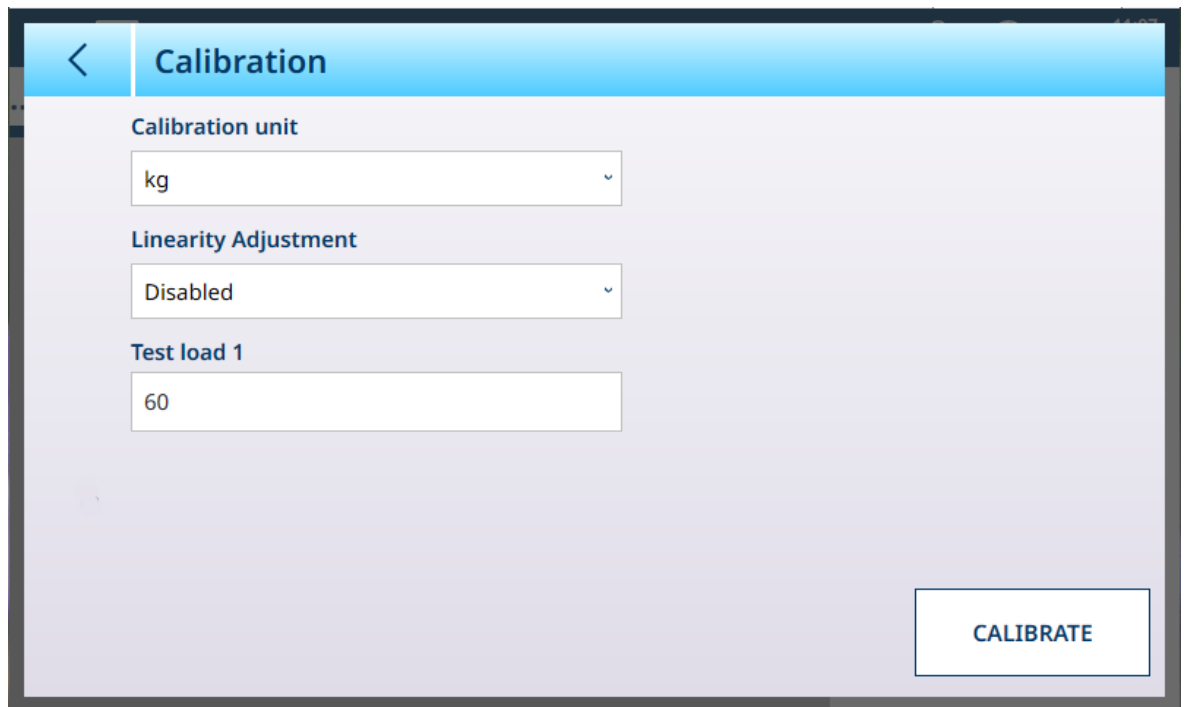 Calibration
Calibration unit
kg
Linearity Adjustment
Disabled
Test load 1
60
CALIBRATE